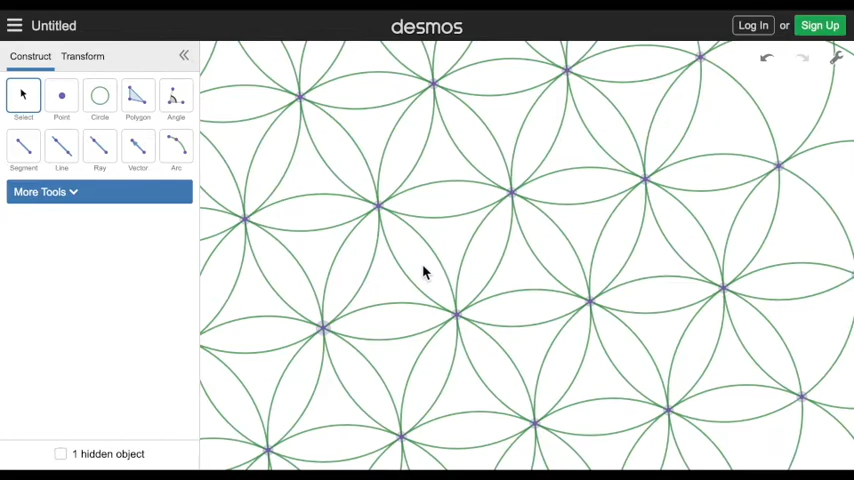 Untitled
desmos
Log In or Sign Up
Construct Transform
Select Point Circle Polygon Angle
Segment Line Ray Vector Arc
More Tools
1 hidden object